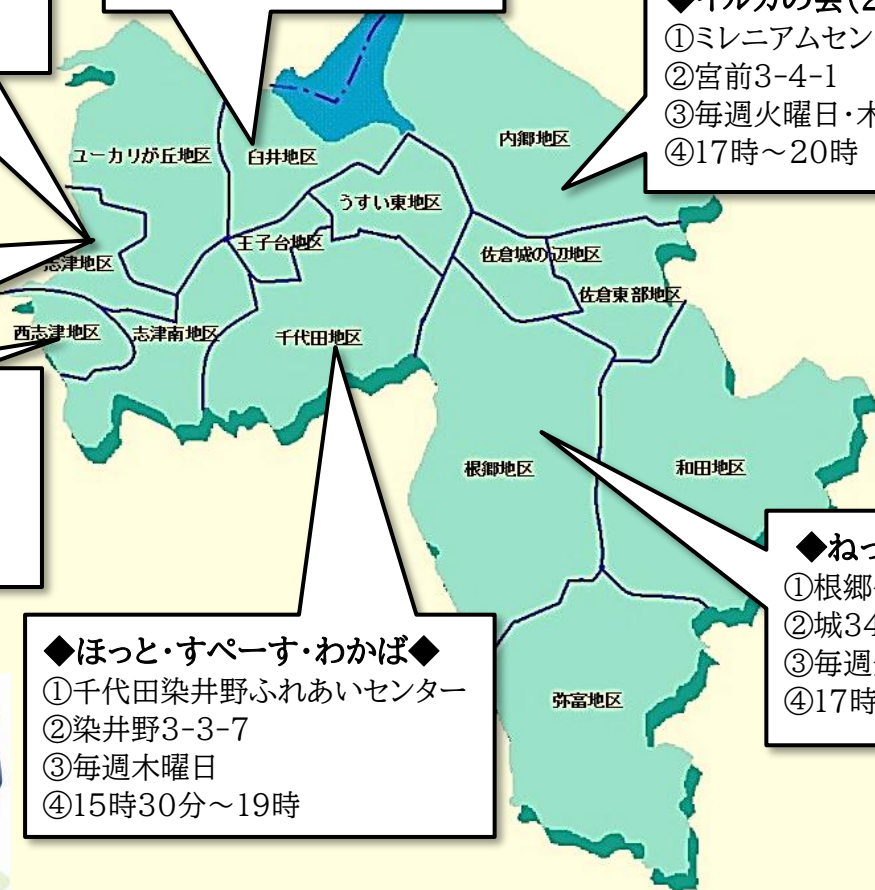 ◆イルカの会(2
①ミレニアムセン
②宮前3-4-1
③毎週火曜日・木
④17時～20時
内郷地区
ユーカリが丘地区
臼井地区
うすい東地区
王子台地区
佐倉城の辺地区
志津地区
佐倉東部地区
西志津地区
志津南地区
千代田地区
根郷地区
和田地区
◆ねっ
①根郷
②城34
③毎週
④17時
◆ほっと・すぺーす・わかば◆
①千代田染井野ふれあいセンター
②染井野3-3-7
③毎週木曜日
④15時30分～19時
弥富地区